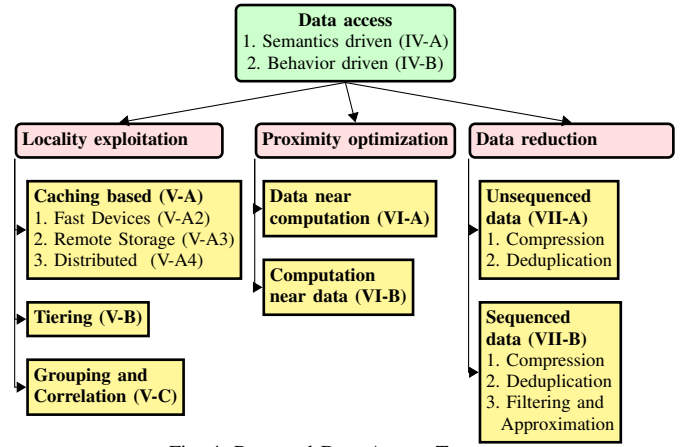 Data access
1. Semantics driven (IV-A)
2. Behavior driven (IV-B)
Locality exploitation
Caching based (V-A)
1. Fast Devices (V-A2)
2. Remote Storage (V-A3)
3. Distributed (V-A4)
Tiering (V-B)
Grouping and
Correlation (V-C)
Proximity optimization
Data near
computation (VI-A)
Computation
near data (VI-B)
Data reduction
Unsequenced
data (VII-A)
1. Compression
2. Deduplication
Sequenced
data (VII-B)
1. Compression
2. Deduplication
3. Filtering and
Approximation